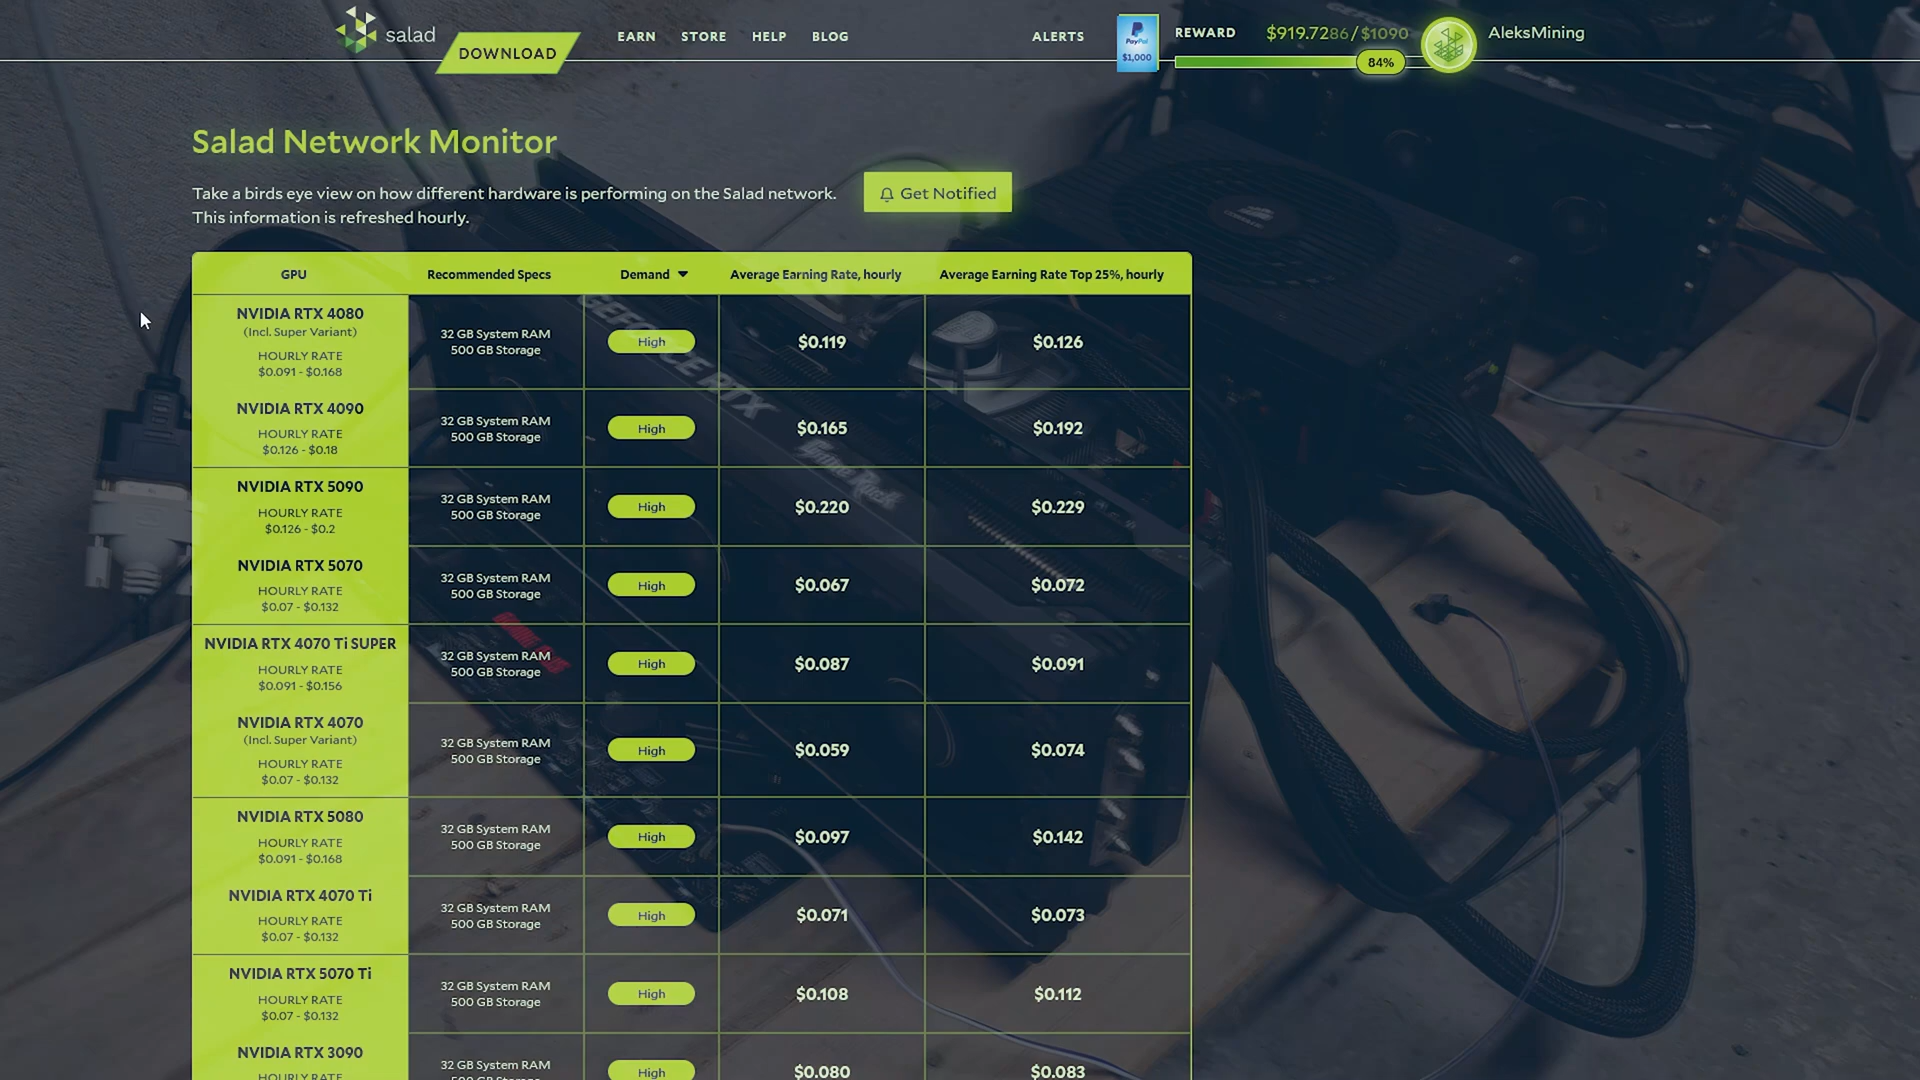 salad
DOWNLOAD
EARN STORE HELP BLOG
ALERTS
PayPal
$1,000
REWARD $919.7286/$1090
84%
AleksMining
Salad Network Monitor
Take a birds eye view on how different hardware is performing on the Salad network.
This information is refreshed hourly.
Get Notified
GPU Recommended Specs Demand Average Earning Rate, hourly Average Earning Rate Top 25%, hourly
NVIDIA RTX 4080
(Incl. Super Variant)
HOURLY RATE
$0.091 - $0.168
32 GB System RAM
500 GB Storage
High
$0.119
$0.126
NVIDIA RTX 4090
HOURLY RATE
$0.126 - $0.18
32 GB System RAM
500 GB Storage
High
$0.165
$0.192
NVIDIA RTX 5090
HOURLY RATE
$0.126 - $0.2
32 GB System RAM
500 GB Storage
High
$0.220
$0.229
NVIDIA RTX 5070
HOURLY RATE
$0.07 - $0.132
32 GB System RAM
500 GB Storage
High
$0.067
$0.072
NVIDIA RTX 4070 Ti SUPER
HOURLY RATE
$0.091 - $0.156
32 GB System RAM
500 GB Storage
High
$0.087
$0.091
NVIDIA RTX 4070
(Incl. Super Variant)
HOURLY RATE
$0.07 - $0.132
32 GB System RAM
500 GB Storage
High
$0.059
$0.074
NVIDIA RTX 5080
HOURLY RATE
$0.091 - $0.168
32 GB System RAM
500 GB Storage
High
$0.097
$0.142
NVIDIA RTX 4070 Ti
HOURLY RATE
$0.07 - $0.132
32 GB System RAM
500 GB Storage
High
$0.071
$0.073
NVIDIA RTX 5070 Ti
HOURLY RATE
$0.07 - $0.132
32 GB System RAM
500 GB Storage
High
$0.108
$0.112
NVIDIA RTX 3090
HOURLY RATE
32 GB System RAM
500 GB Storage
High
$0.080
$0.083
GEFORCE RTX